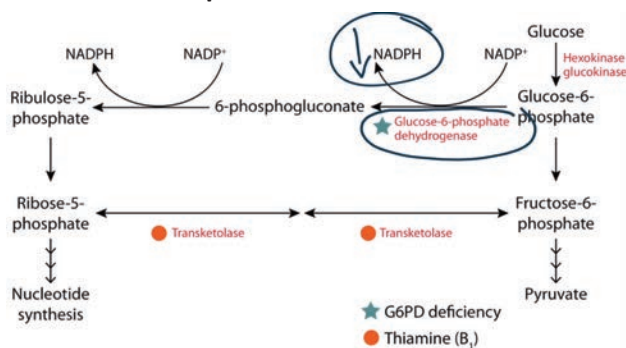 Glucose
NADPH
NADP⁺
NADPH
NADP⁺
Hexokinase
glucokinase
Ribulose-5-
phosphate
6-phosphogluconate
Glucose-6-
phosphate
Glucose-6-phosphate
dehydrogenase
Ribose-5-
phosphate
Transketolase
Transketolase
Fructose-6-
phosphate
Nucleotide
synthesis
Pyruvate
G6PD deficiency
Thiamine (B₁)